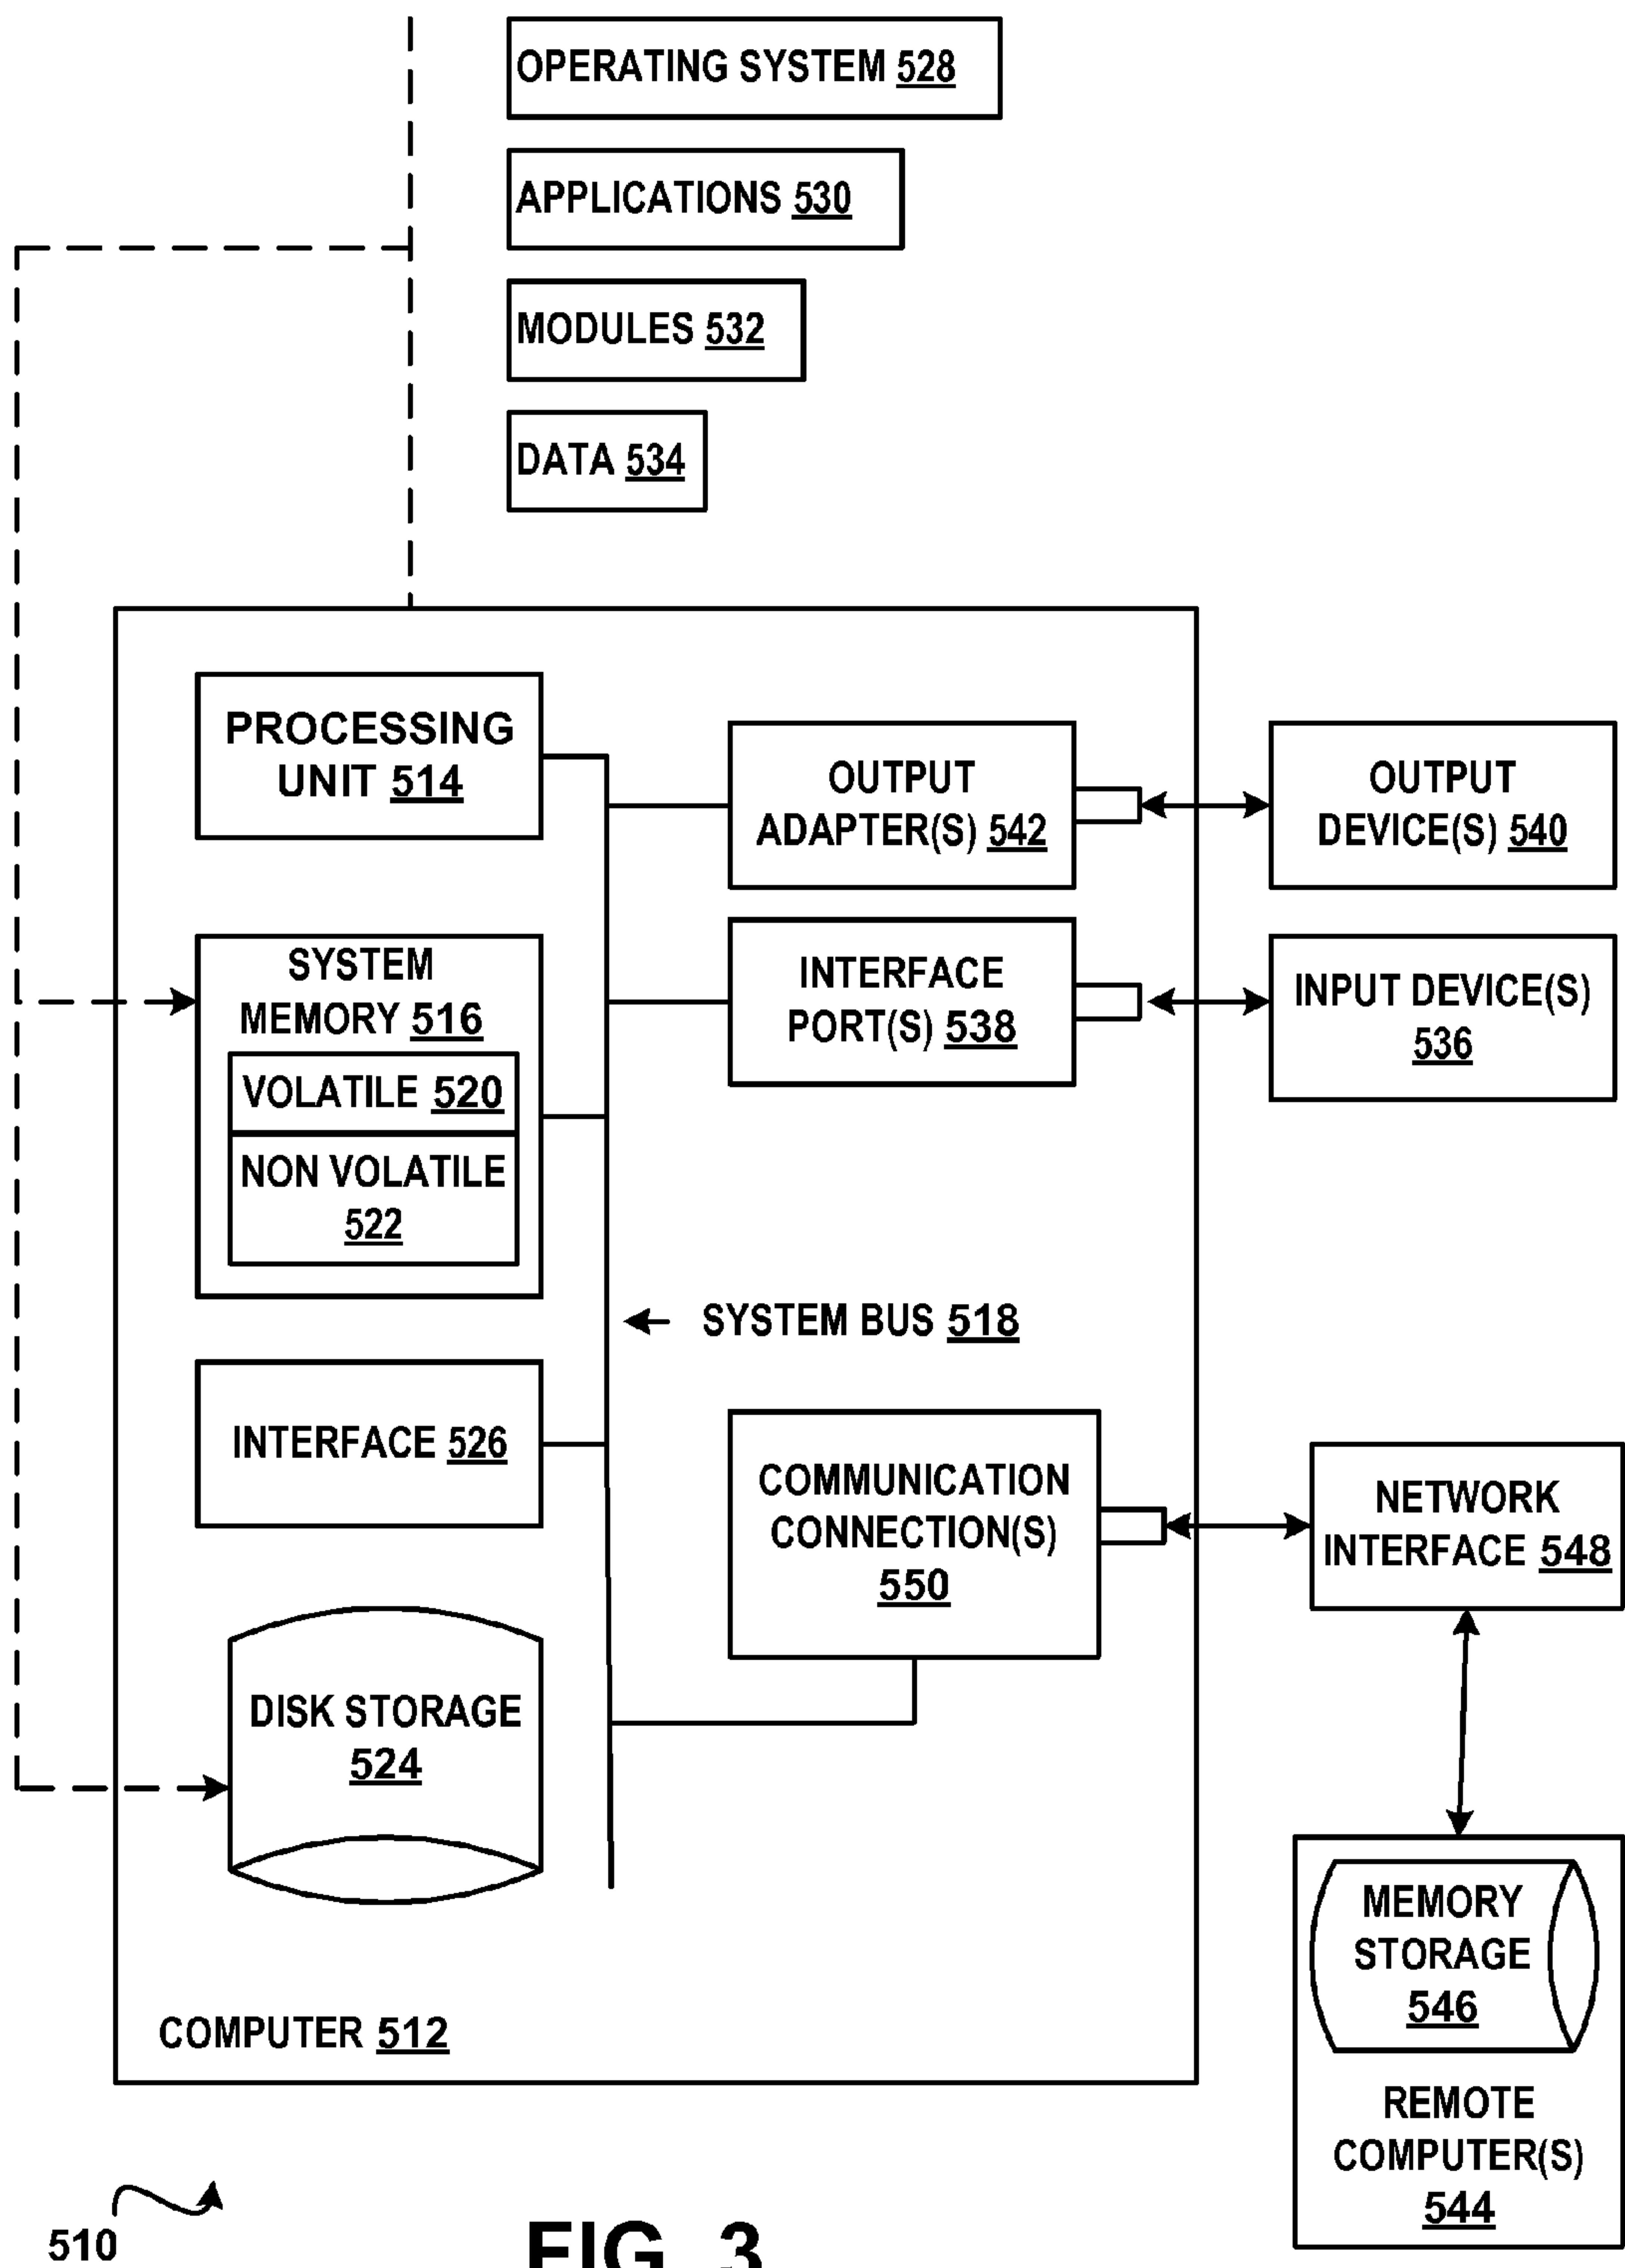 OPERATING SYSTEM 528
APPLICATIONS 530
MODULES 532
DATA 534
PROCESSING
UNIT 514
OUTPUT
ADAPTER(S) 542
OUTPUT
DEVICE(S) 540
SYSTEM
MEMORY 516
VOLATILE 520
NON VOLATILE
522
INTERFACE
PORT(S) 538
INPUT DEVICE(S)
536
SYSTEM BUS 518
INTERFACE 526
COMMUNICATION
CONNECTION(S)
550
NETWORK
INTERFACE 548
DISK STORAGE
524
MEMORY
STORAGE
546
REMOTE
COMPUTER(S)
544
COMPUTER 512
510
FIG. 3